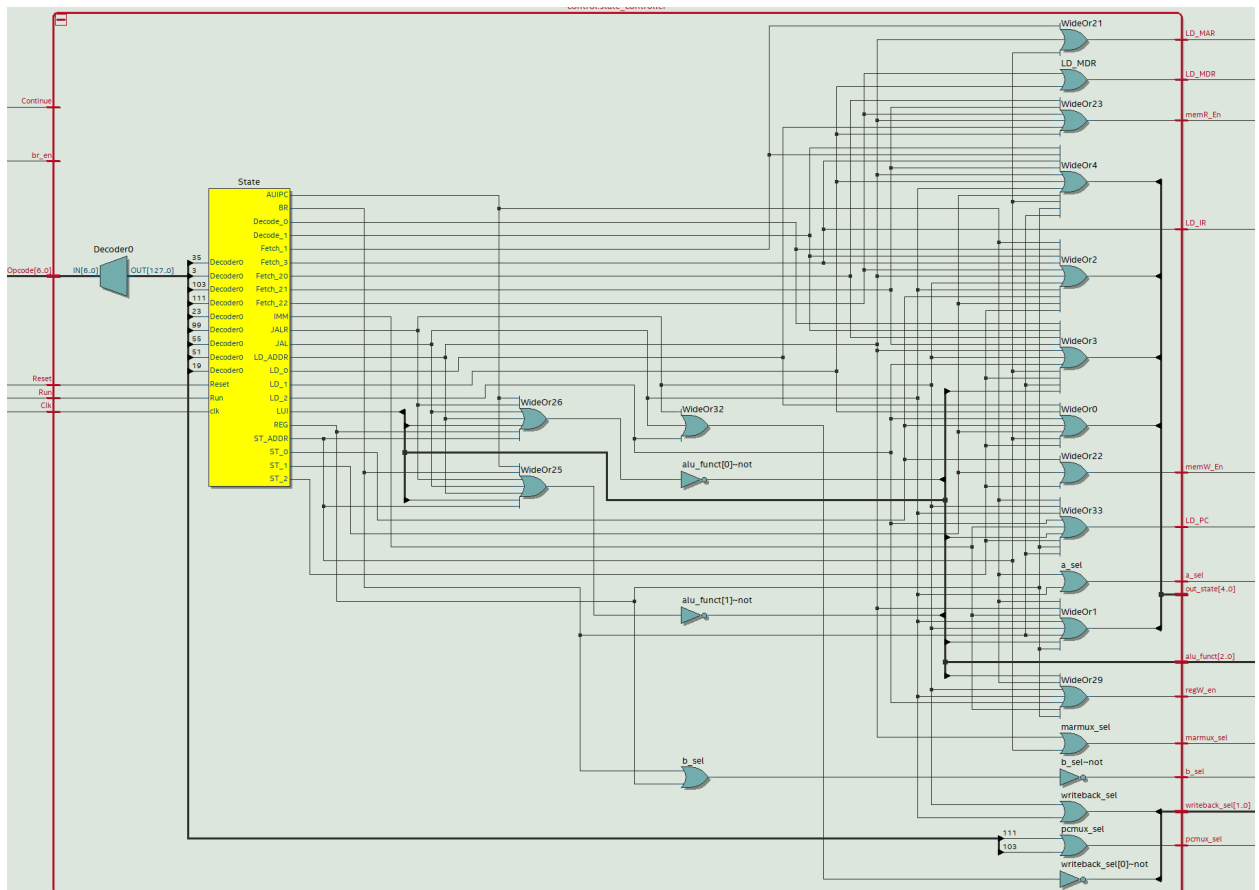 control:state_controller
WideOr21
LD_MAR
LD_MDR
LD_MDR
Continue
WideOr23
memR_En
br_en
WideOr4
State
AUIPC
BR
Decode_0
LD_IR
Decode_1
Decoder0
Fetch_1
35
Decoder0
Fetch_3
WideOr2
Opcode[6..0]
IN[6..0]
OUT[127..0]
3
Decoder0
Fetch_20
103
Decoder0
Fetch_21
111
Decoder0
Fetch_22
23
Decoder0
IMM
99
Decoder0
JALR
55
Decoder0
JAL
WideOr3
51
Decoder0
LD_ADDR
19
Decoder0
LD_0
Reset
Reset
LD_1
Run
Run
LD_2
Clk
clk
LUI
WideOr26
WideOr32
WideOr0
REG
ST_ADDR
ST_0
WideOr25
alu_funct[0]~not
WideOr22
memW_En
ST_1
ST_2
WideOr33
LD_PC
a_sel
a_sel
out_state[4..0]
alu_funct[1]~not
WideOr1
alu_funct[2..0]
WideOr29
regW_en
marmux_sel
marmux_sel
b_sel
b_sel~not
b_sel
writeback_sel
writeback_sel[1..0]
pcmux_sel
111
103
pcmux_sel
writeback_sel[0]~not